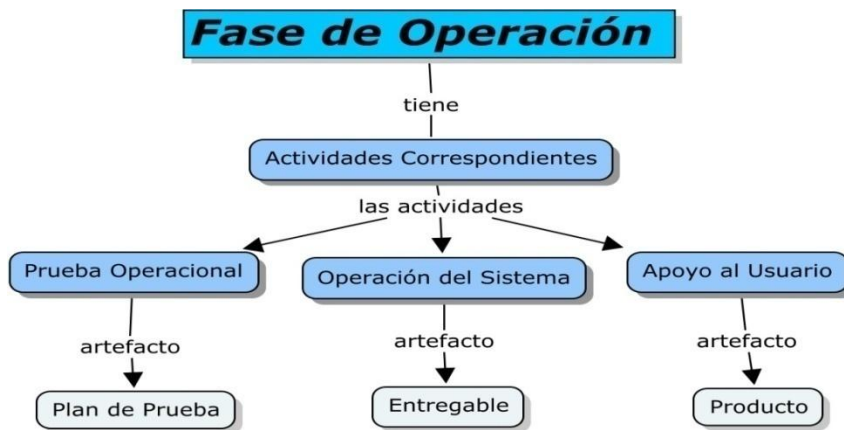 Fase de Operación
tiene
Actividades Correspondientes
las actividades
Prueba Operacional
Operación del Sistema
Apoyo al Usuario
artefacto
artefacto
artefacto
Plan de Prueba
Entregable
Producto